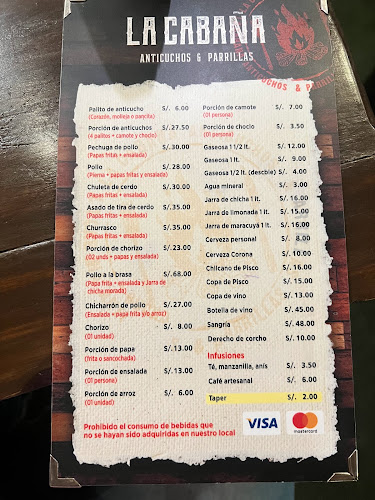 LA CABAÑA
ANTICUCHOS & PARRILLAS
ANTICUCHOS & PARRILLAS
Palito de anticucho S/. 6.00
(Corazón, molleja o pancita)
Porción de anticuchos S/.27.50
(4 palitos + camote y choclo)
Pechuga de pollo S/.30.00
(Papas fritas + ensalada)
Pollo S/.28.00
(Pierna + papas fritas y ensalada)
Chuleta de cerdo S/.30.00
(Papas fritas + ensalada)
Asado de tira de cerdo S/.35.00
(Papas fritas + ensalada)
Churrasco S/.35.00
(Papas fritas + ensalada)
Porción de chorizo S/.23.00
(02 unds + papas y ensalada)
Pollo a la brasa S/.68.00
(Papa frita + ensalada y Jarra de
chicha morada)
Chicharrón de pollo S/.27.00
(Ensalada + papa frita y/o arroz)
Chorizo S/. 8.00
(01 unidad)
Porción de papa S/.13.00
(frita o sancochada)
Porción de ensalada S/.13.00
(01 persona)
Porción de arroz S/. 6.00
(01 unidad)
Porción de camote S/. 7.00
(01 persona)
Porción de choclo S/. 3.50
(01 persona)
Gaseosa 1 1/2 lt. S/. 12.00
Gaseosa 1 lt. S/. 9.00
Gaseosa 1/2 lt. (descble) S/. 4.00
Agua mineral S/. 3.00
Jarra de chicha 1 lt. S/. 16.00
Jarra de limonada 1 lt. S/. 15.00
Jarra de maracuya 1 lt. S/. 16.00
Cerveza personal S/. 8.00
Cerveza Corona S/. 10.00
Chilcano de Pisco S/. 16.00
Copa de Pisco S/. 15.00
Copa de vino S/. 13.00
Botella de vino S/. 45.00
Sangria S/. 48.00
Derecho de corcho S/. 10.00
Infusiones
Té, manzanilla, anís S/. 3.50
Café artesanal S/. 6.00
Taper S/. 2.00
Prohibido el consumo de bebidas que
no se hayan sido adquiridas en nuestro local
VISA
mastercard